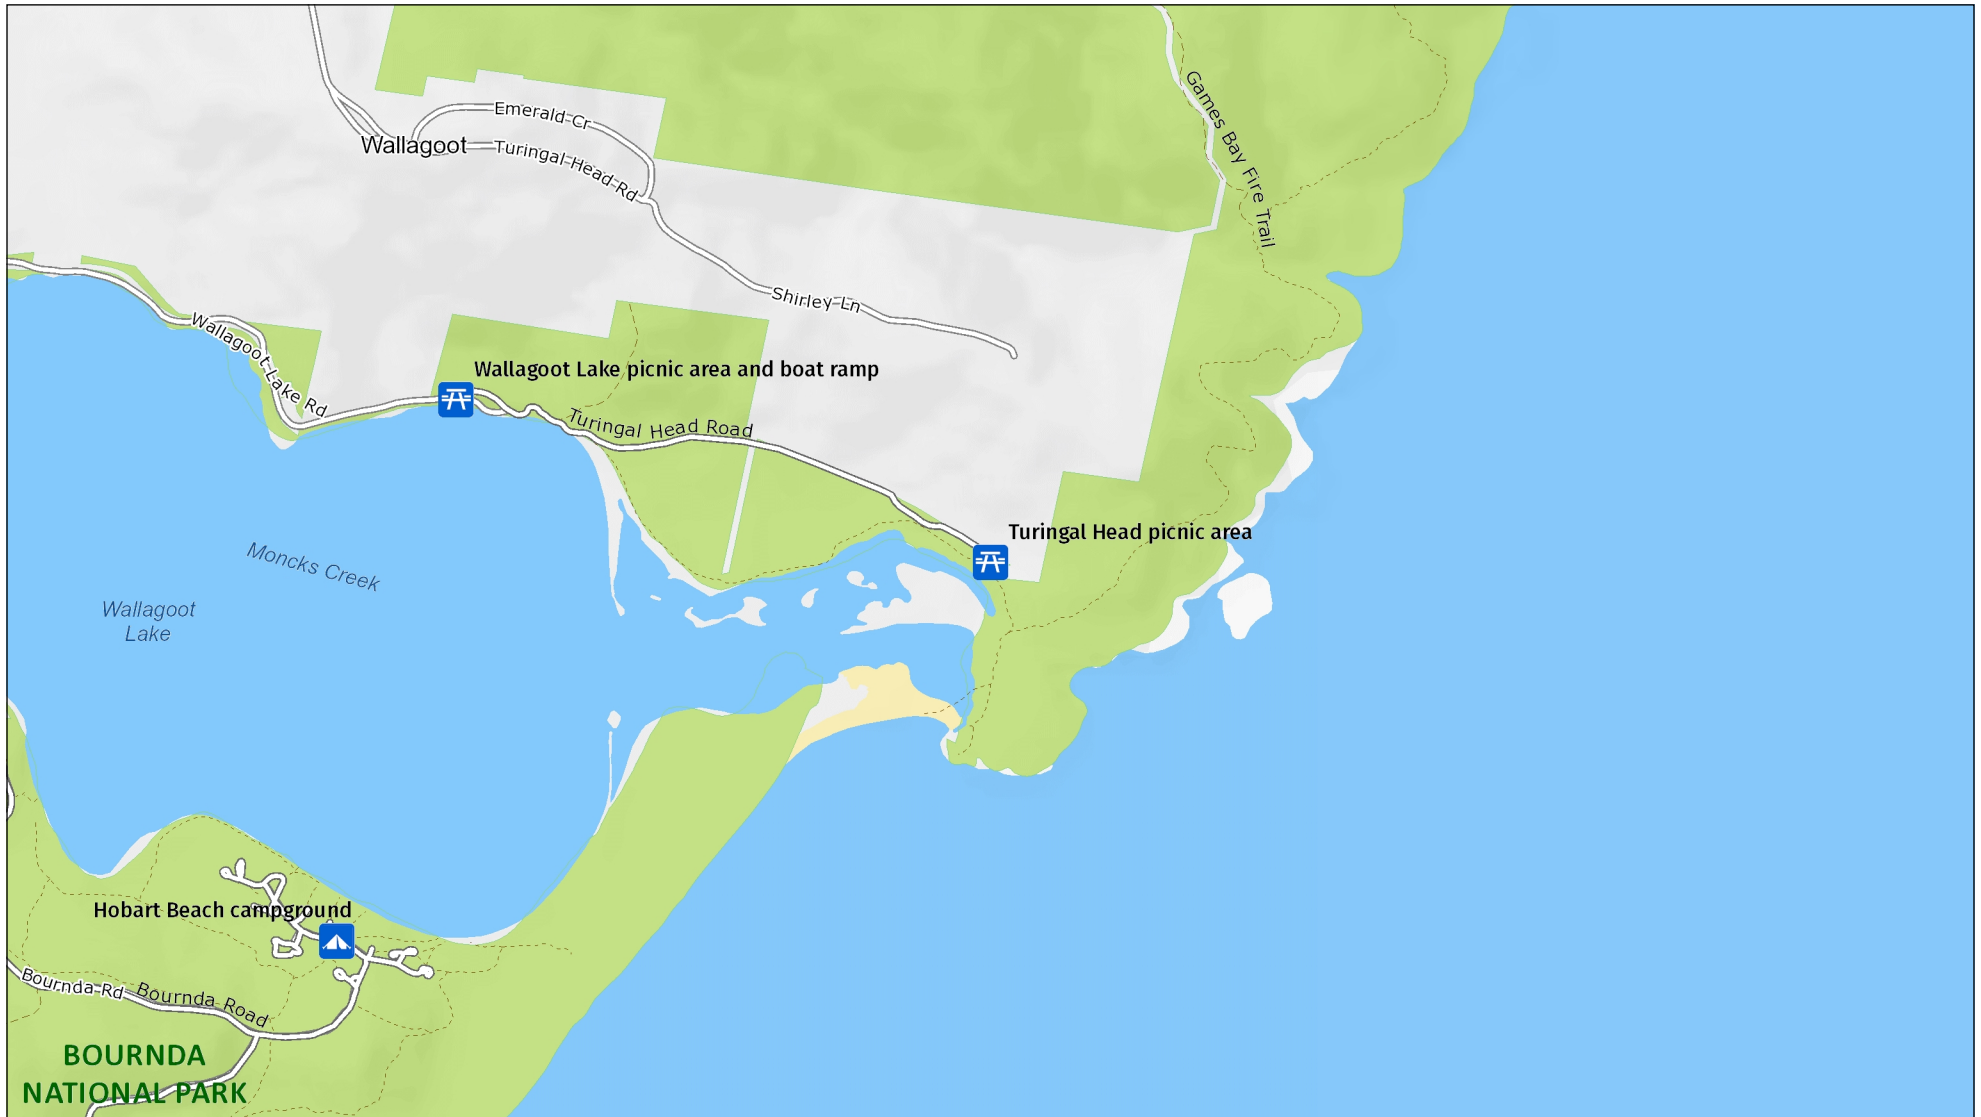 Games Bay Fire Trail
Emerald Cr
Wallagoot
Turingal Head Rd
Shirley Ln
Wallagoot Lake Rd
Wallagoot Lake picnic area and boat ramp
Turingal Head Road
Turingal Head picnic area
Moncks Creek
Wallagoot
Lake
Hobart Beach campground
Bournda Rd
Bournda Road
BOURNDA
NATIONAL PARK